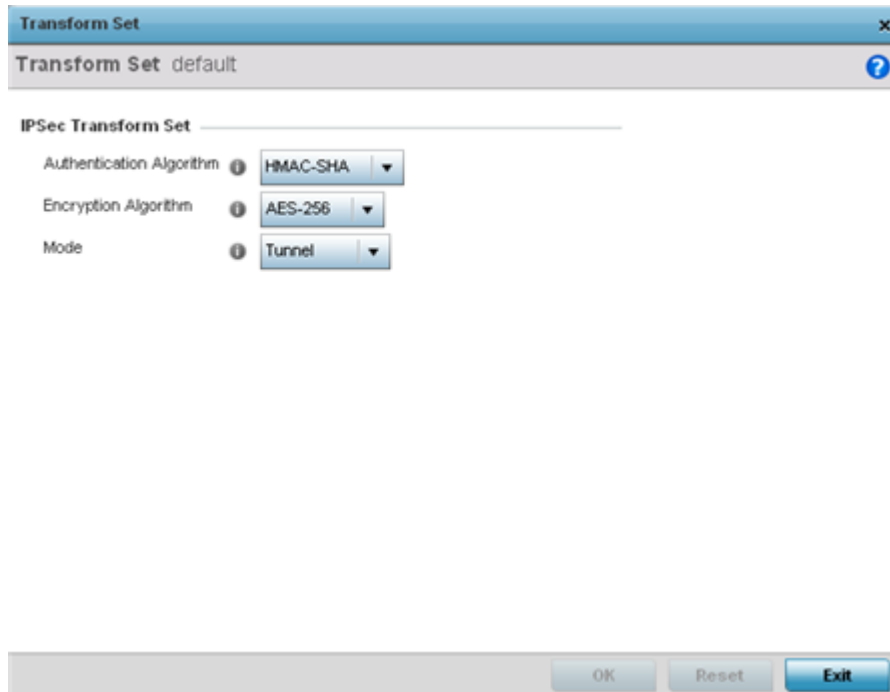 Transform Set x
Transform Set default ?
IPSec Transform Set
Authentication Algorithm i HMAC-SHA
Encryption Algorithm i AES-256
Mode i Tunnel
OK Reset Exit